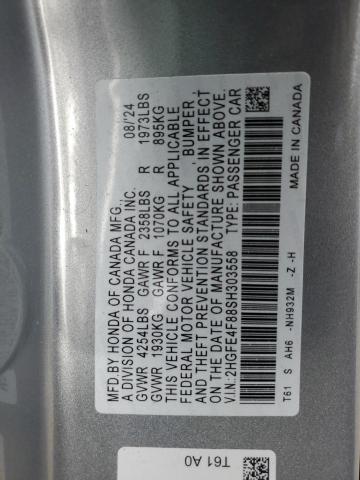 MFD.BY HONDA OF CANADA MFG.,
A DIVISION OF HONDA CANADA INC. 08/'24
GVWR 4254LBS GAWR F 2358LBS R 1973LBS
GVWR 1930KG GAWR F 1070KG R 895KG
THIS VEHICLE CONFORMS TO ALL APPLICABLE
FEDERAL MOTOR VEHICLE SAFETY , BUMPER ,
THEFT PREVENTION STANDARDS IN EFFECT
ON THE DATE OF MANUFACTURE SHOWN ABOVE.
V.I.N: 2HGFE4F88SH303558 TYPE: PASSENGER CAR
T61 S AH6 -NH932M -Z -H MADE IN CANADA
T61 A0